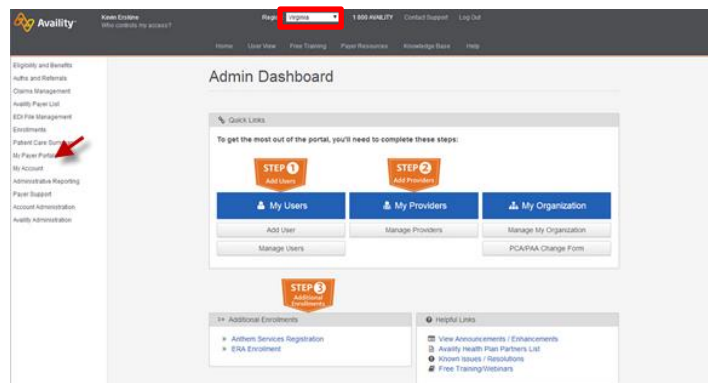 Availity
Kevin Erskine
Who controls my access?
Region
Virginia
1 800 AVAILITY
Contact Support
Log Out
Home
User View
Free Training
Payer Resources
Knowledge Base
Help
Eligibility and Benefits
Auths and Referrals
Claims Management
Availity Payer List
EDI File Management
Enrollments
Patient Care
My Payer Portals
My Account
Administrative Reporting
Payer Support
Account Administration
Availity Administration
Admin Dashboard
Quick Links
To get the most out of the portal, you'll need to complete these steps:
STEP 1
Add Users
STEP 2
Add Providers
My Users
My Providers
My Organization
Add User
Manage Providers
Manage My Organization
Manage Users
PCA/PAA Change Form
STEP 3
Additional
Enrollments
Additional Enrollments
» Anthem Services Registration
» ERA Enrollment
Helpful Links
View Announcements / Enhancements
Availity Health Plan Partners List
Known Issues / Resolutions
Free Training/Webinars